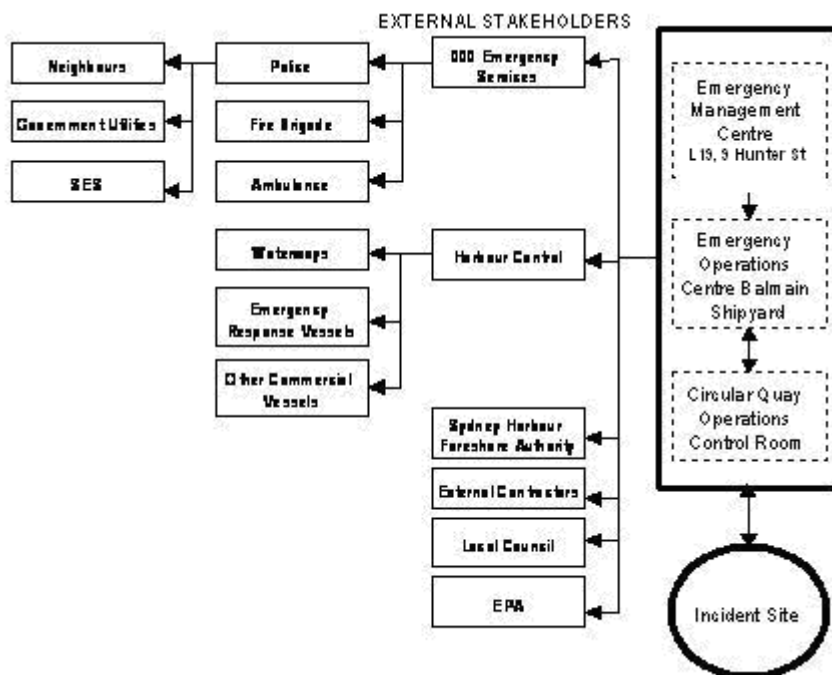 EXTERNAL STAKEHOLDERS
Neighbours
Police
000 Emergency
Services
Government Utilities
Fire Brigade
SES
Ambulance
Waterways
Harbour Control
Emergency
Response Vessels
Other Commercial
Vessels
Sydney Harbour
Foreshore Authority
External Contractors
Local Council
EPA
Emergency
Management
Centre
L19, 9 Hunter St
Emergency
Operations
Centre Balmain
Shipyard
Circular Quay
Operations
Control Room
Incident Site